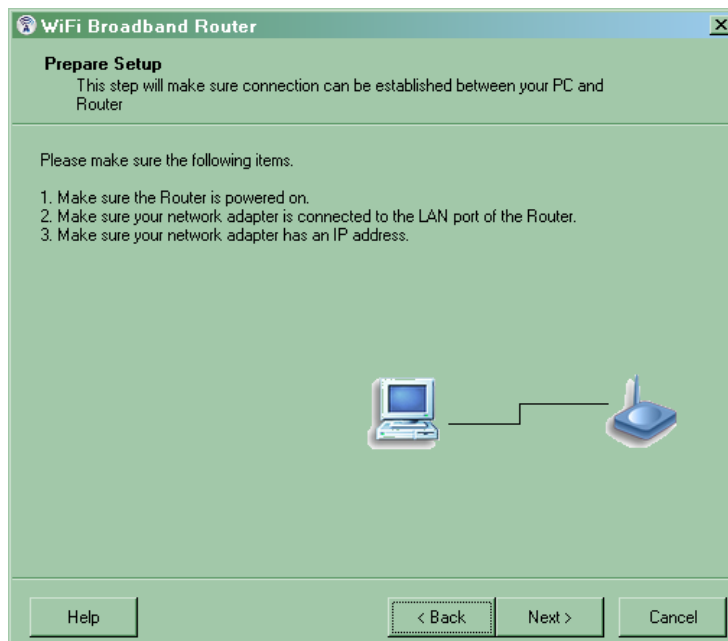 WiFi Broadband Router
Prepare Setup
This step will make sure connection can be established between your PC and
Router
Please make sure the following items.
1. Make sure the Router is powered on.
2. Make sure your network adapter is connected to the LAN port of the Router.
3. Make sure your network adapter has an IP address.
Help
< Back
Next >
Cancel